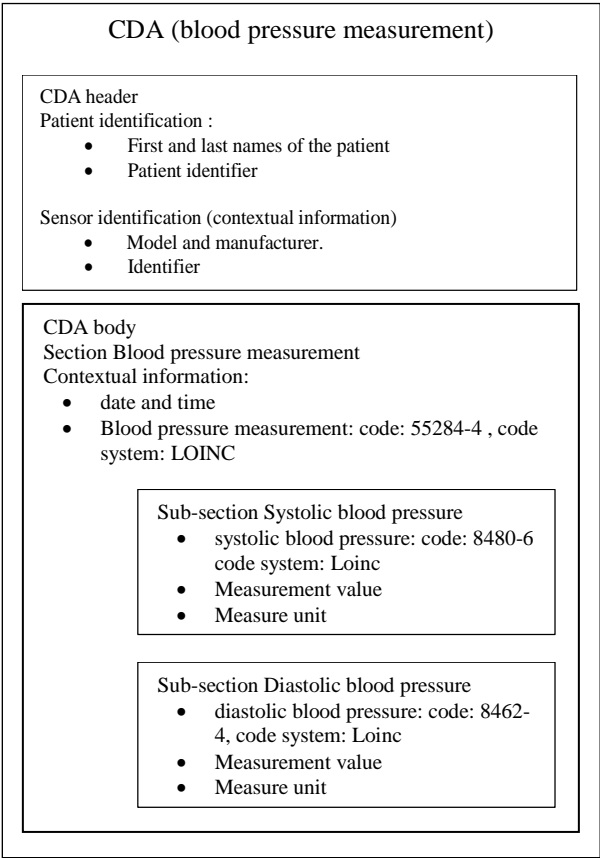 CDA (blood pressure measurement)
CDA header
Patient identification :
• First and last names of the patient
• Patient identifier
Sensor identification (contextual information)
• Model and manufacturer.
• Identifier
CDA body
Section Blood pressure measurement
Contextual information:
• date and time
• Blood pressure measurement: code: 55284-4 , code
system: LOINC
Sub-section Systolic blood pressure
• systolic blood pressure: code: 8480-6
code system: Loinc
• Measurement value
• Measure unit
Sub-section Diastolic blood pressure
• diastolic blood pressure: code: 8462-
4, code system: Loinc
• Measurement value
• Measure unit